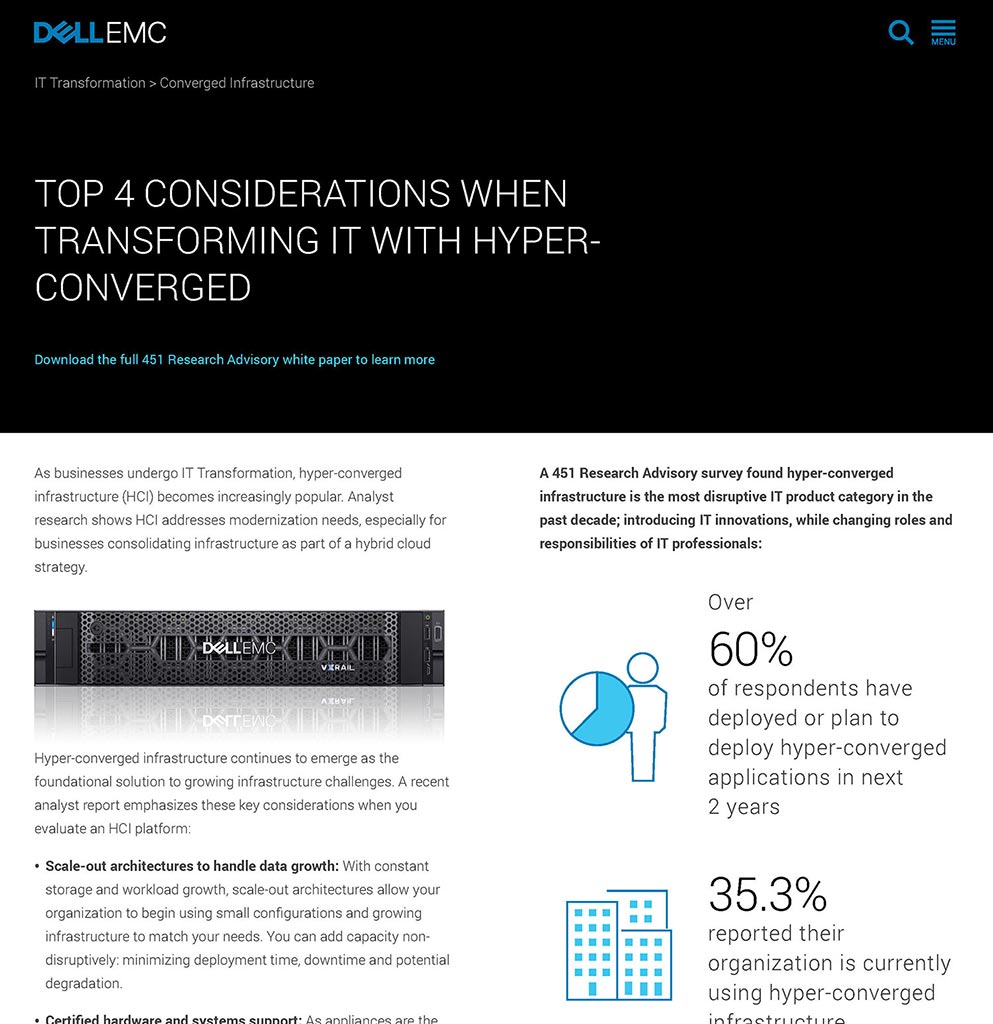 DELLEMC
MENU
IT Transformation > Converged Infrastructure
TOP 4 CONSIDERATIONS WHEN
TRANSFORMING IT WITH HYPER-
CONVERGED
Download the full 451 Research Advisory white paper to learn more
As businesses undergo IT Transformation, hyper-converged
infrastructure (HCI) becomes increasingly popular. Analyst
research shows HCI addresses modernization needs, especially for
businesses consolidating infrastructure as part of a hybrid cloud
strategy.
DELLEMC
VXRAIL
Hyper-converged infrastructure continues to emerge as the
foundational solution to growing infrastructure challenges. A recent
analyst report emphasizes these key considerations when you
evaluate an HCI platform:
• Scale-out architectures to handle data growth: With constant
storage and workload growth, scale-out architectures allow your
organization to begin using small configurations and growing
infrastructure to match your needs. You can add capacity non-
disruptively: minimizing deployment time, downtime and potential
degradation.
• Certified hardware and systems support: As appliances are the
A 451 Research Advisory survey found hyper-converged
infrastructure is the most disruptive IT product category in the
past decade; introducing IT innovations, while changing roles and
responsibilities of IT professionals:
Over
60%
of respondents have
deployed or plan to
deploy hyper-converged
applications in next
2 years
35.3%
reported their
organization is currently
using hyper-converged
infrastructure